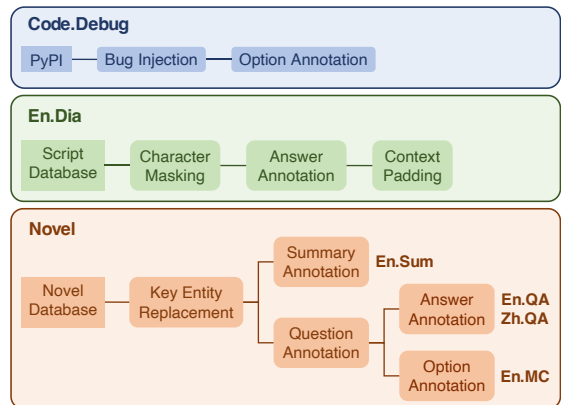 Code.Debug
PyPI
Bug Injection
Option Annotation
En.Dia
Script
Database
Character
Masking
Answer
Annotation
Context
Padding
Novel
Novel
Database
Key Entity
Replacement
Summary
Annotation
En.Sum
Question
Annotation
Answer
Annotation
En.QA
Zh.QA
Option
Annotation
En.MC